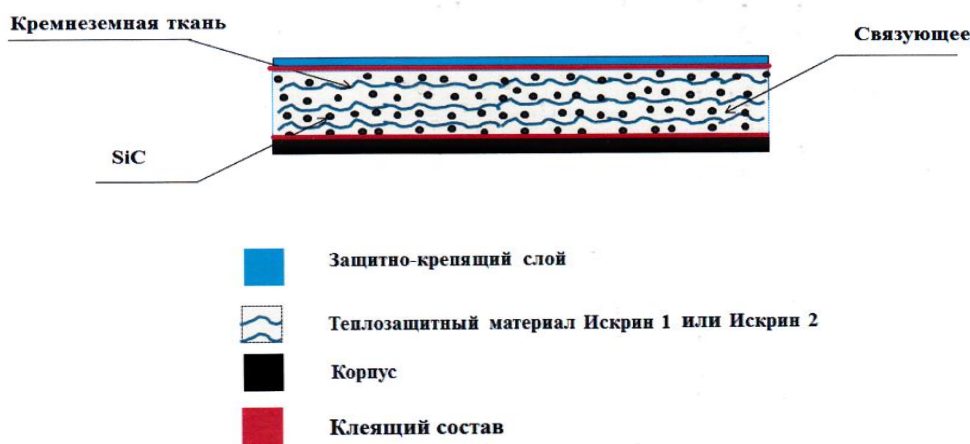 Кремнеземная ткань
Связующее
SiC
Защитно-крепящий слой
Теплозащитный материал Искрин 1 или Искрин 2
Корпус
Клеящий состав